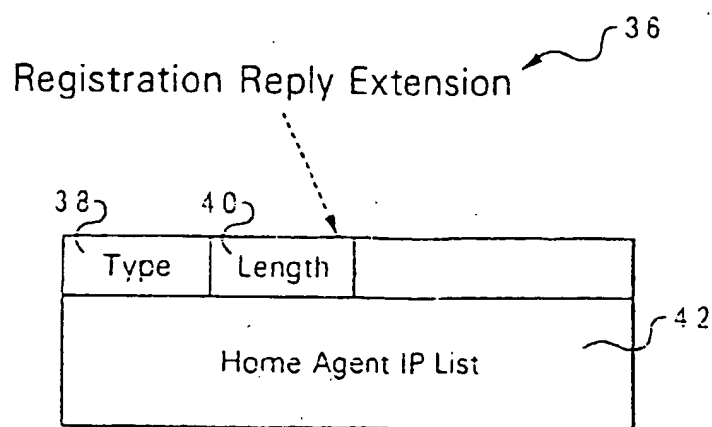 36
Registration Reply Extension
38 40
Type Length
42
Home Agent IP List